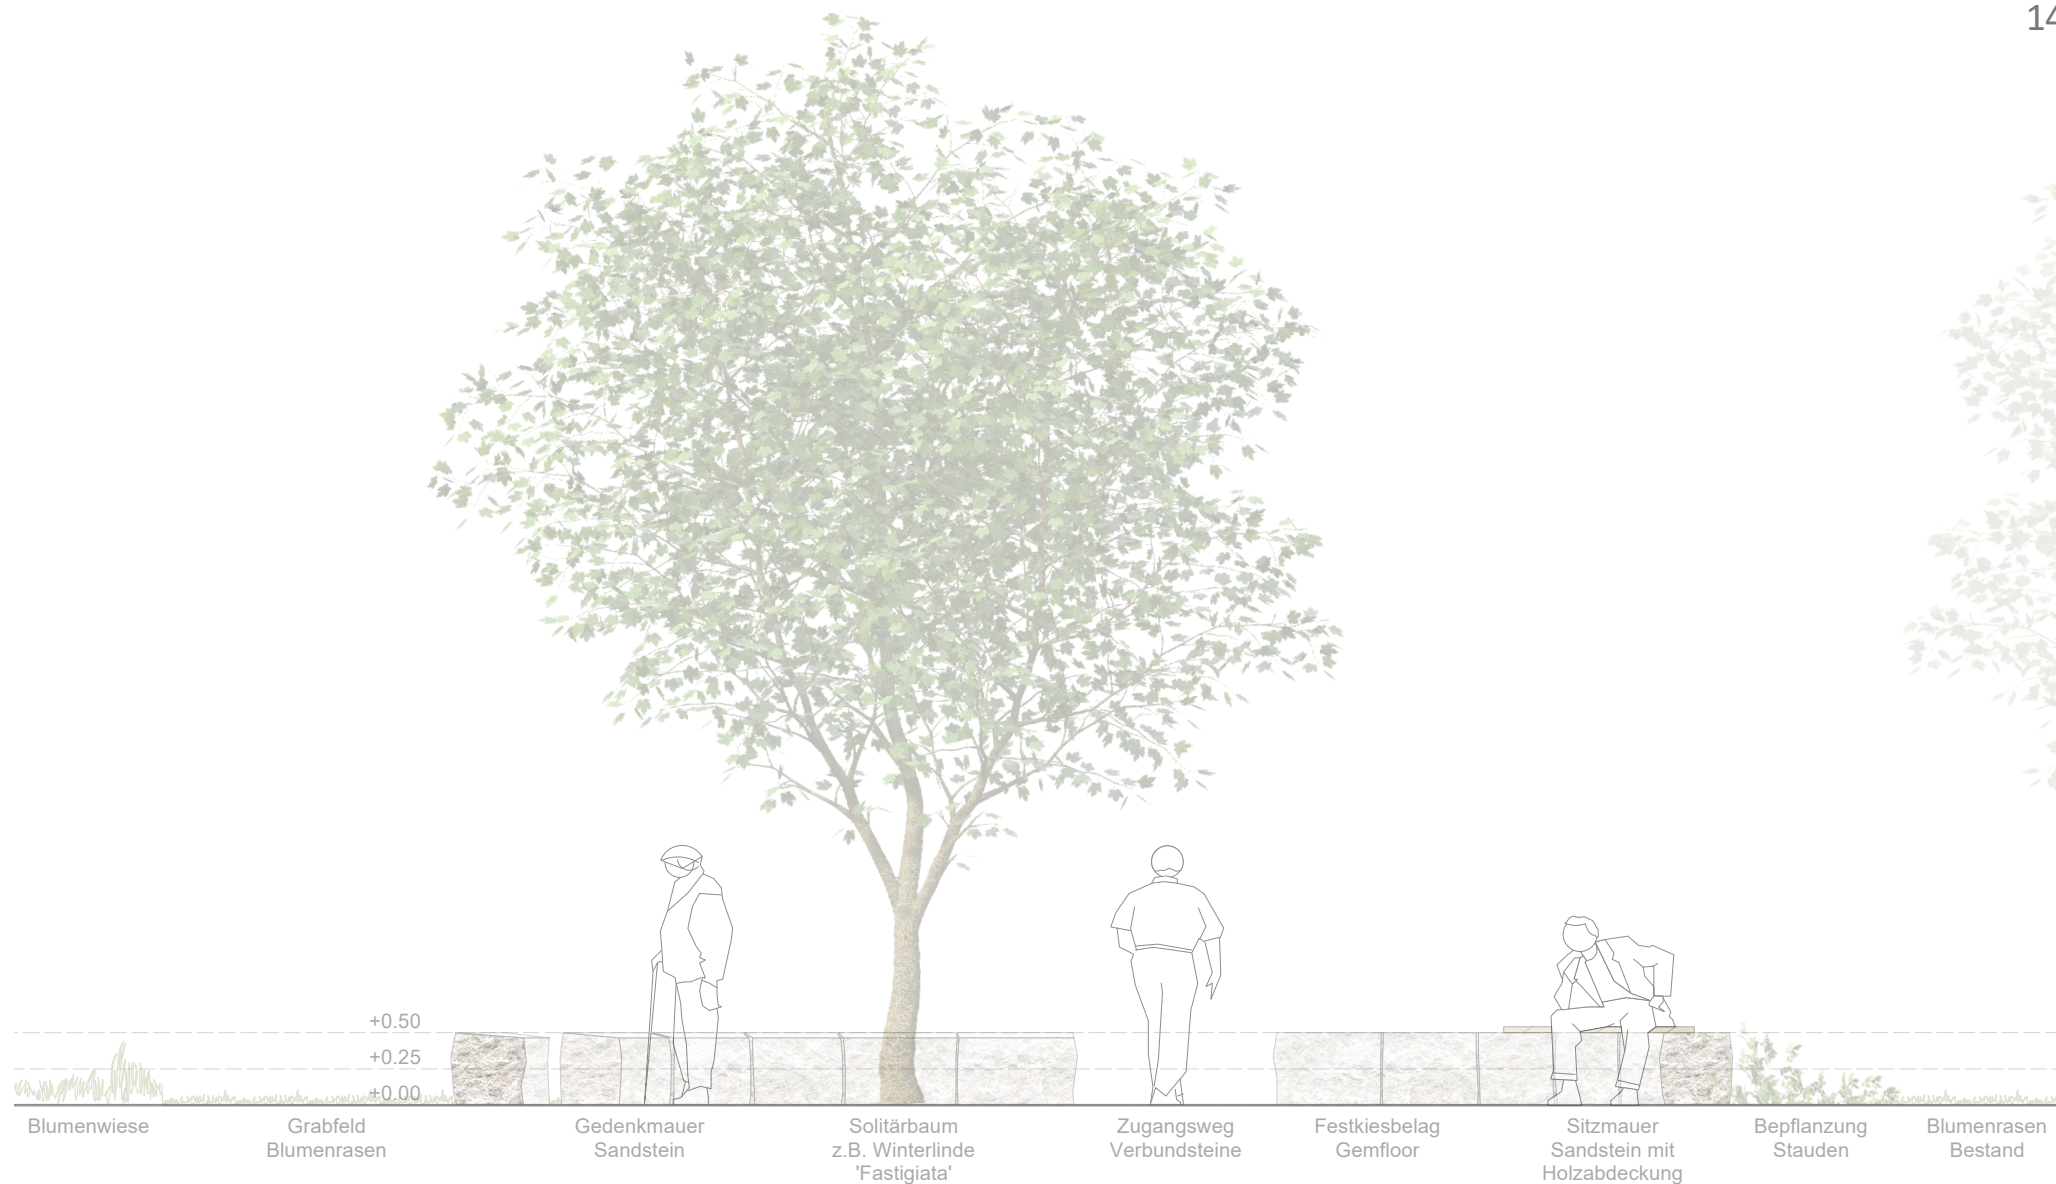 14
+0.50
+0.25
+0.00
Blumenwiese
Grabfeld
Blumenrasen
Gedenkmauer
Sandstein
Solitärbaum
z.B. Winterlinde
'Fastigiata'
Zugangsweg
Verbundsteine
Festkiesbelag
Gemfloor
Sitzmauer
Sandstein mit
Holzabdeckung
Bepflanzung
Stauden
Blumenrasen
Bestand